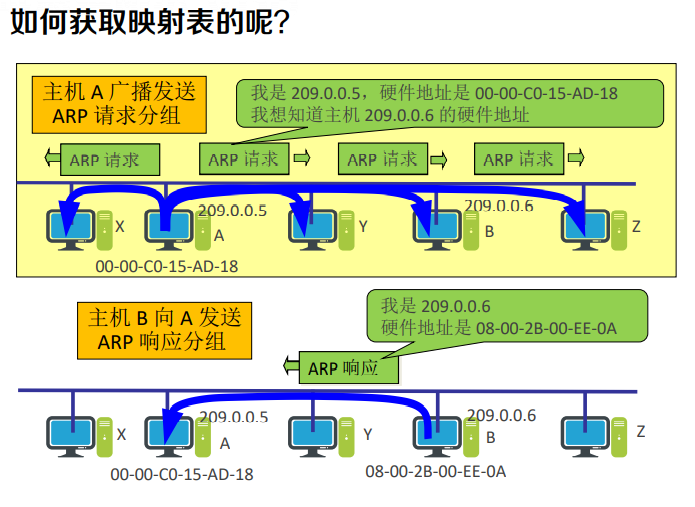 如何获取映射表的呢？
主机 A 广播发送
ARP 请求分组
我是 209.0.0.5，硬件地址是 00-00-C0-15-AD-18
我想知道主机 209.0.0.6 的硬件地址
ARP 请求
ARP 请求
ARP 请求
ARP 请求
X
209.0.0.5
A
Y
209.0.0.6
B
Z
00-00-C0-15-AD-18
主机 B 向 A 发送
ARP 响应分组
我是 209.0.0.6
硬件地址是 08-00-2B-00-EE-0A
ARP 响应
X
209.0.0.5
A
Y
209.0.0.6
B
Z
00-00-C0-15-AD-18
08-00-2B-00-EE-0A